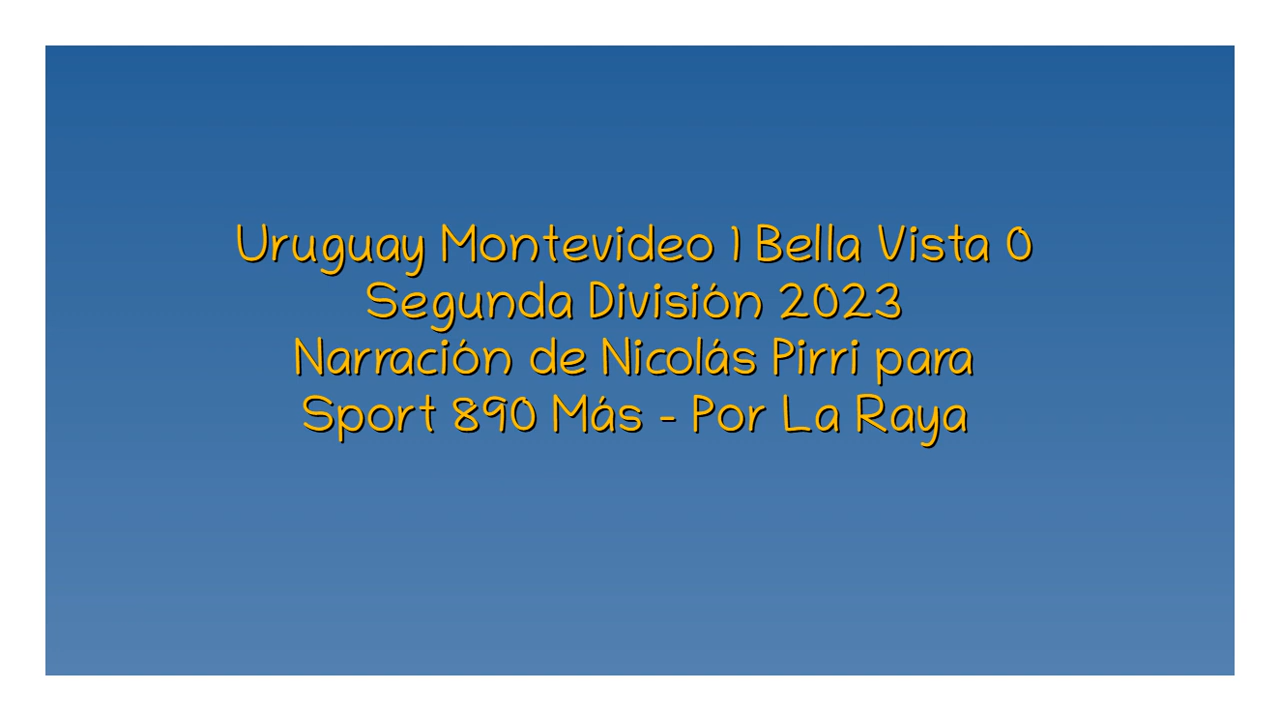 Uruguay Montevideo 1 Bella Vista 0
Segunda División 2023
Narración de Nicolás Pirri para
Sport 890 Más - Por La Raya